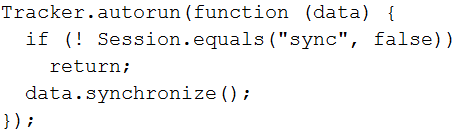 Tracker.autorun(function (data) {
  if (! Session.equals("sync", false))
    return;
  data.synchronize();
});